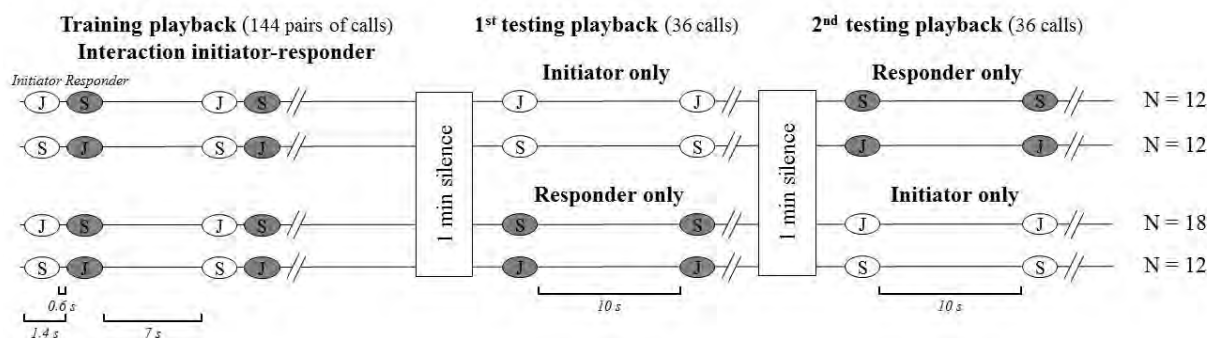 Training playback (144 pairs of calls) 1st testing playback (36 calls) 2nd testing playback (36 calls)
Interaction initiator-responder
Initiator only Responder only
Initiator Responder
J S J S J J S S N = 12
S J S J S S J J N = 12
1 min silence 1 min silence
Responder only Initiator only
J S J S S S J J N = 18
S J S J J J S S N = 12
0.6 s
1.4 s 7 s 10 s 10 s